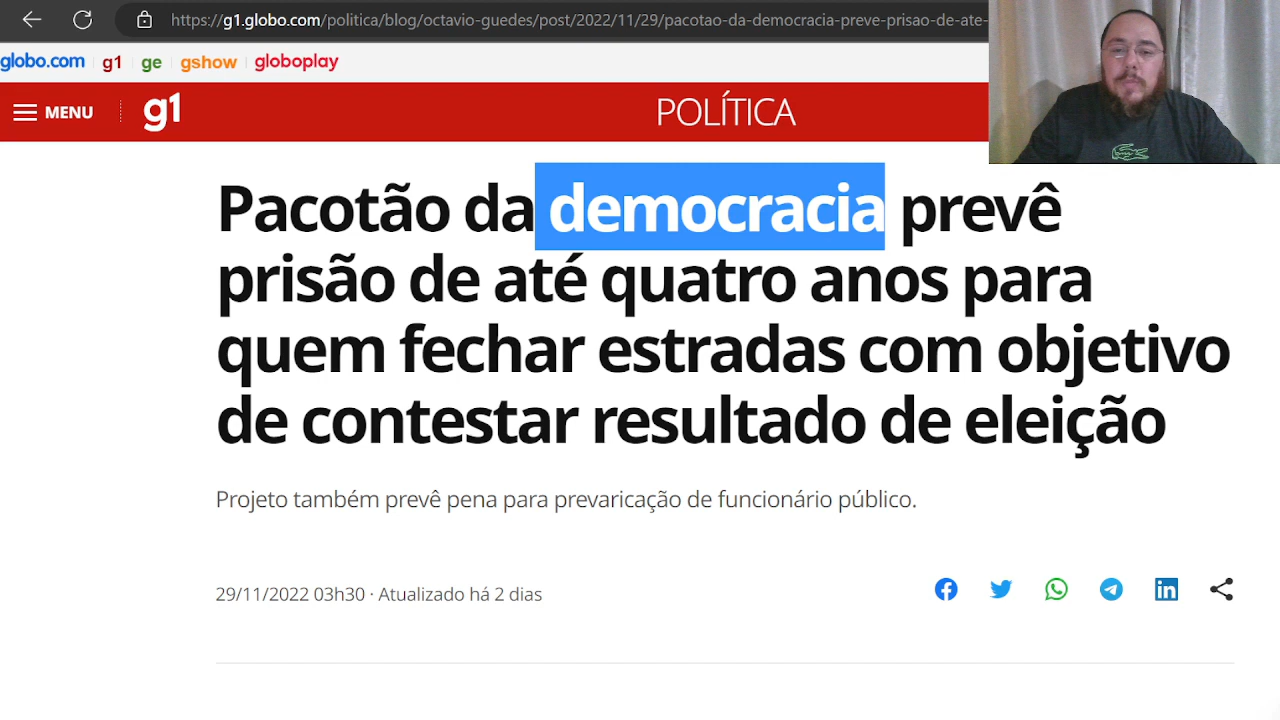 https://g1.globo.com/politica/blog/octavio-guedes/post/2022/11/29/pacotao-da-democracia-preve-prisao-de-ate-
globo.com g1 ge gshow globoplay
MENU g1 POLÍTICA
Pacotão da democracia prevê
prisão de até quatro anos para
quem fechar estradas com objetivo
de contestar resultado de eleição
Projeto também prevê pena para prevaricação de funcionário público.
29/11/2022 03h30 · Atualizado há 2 dias